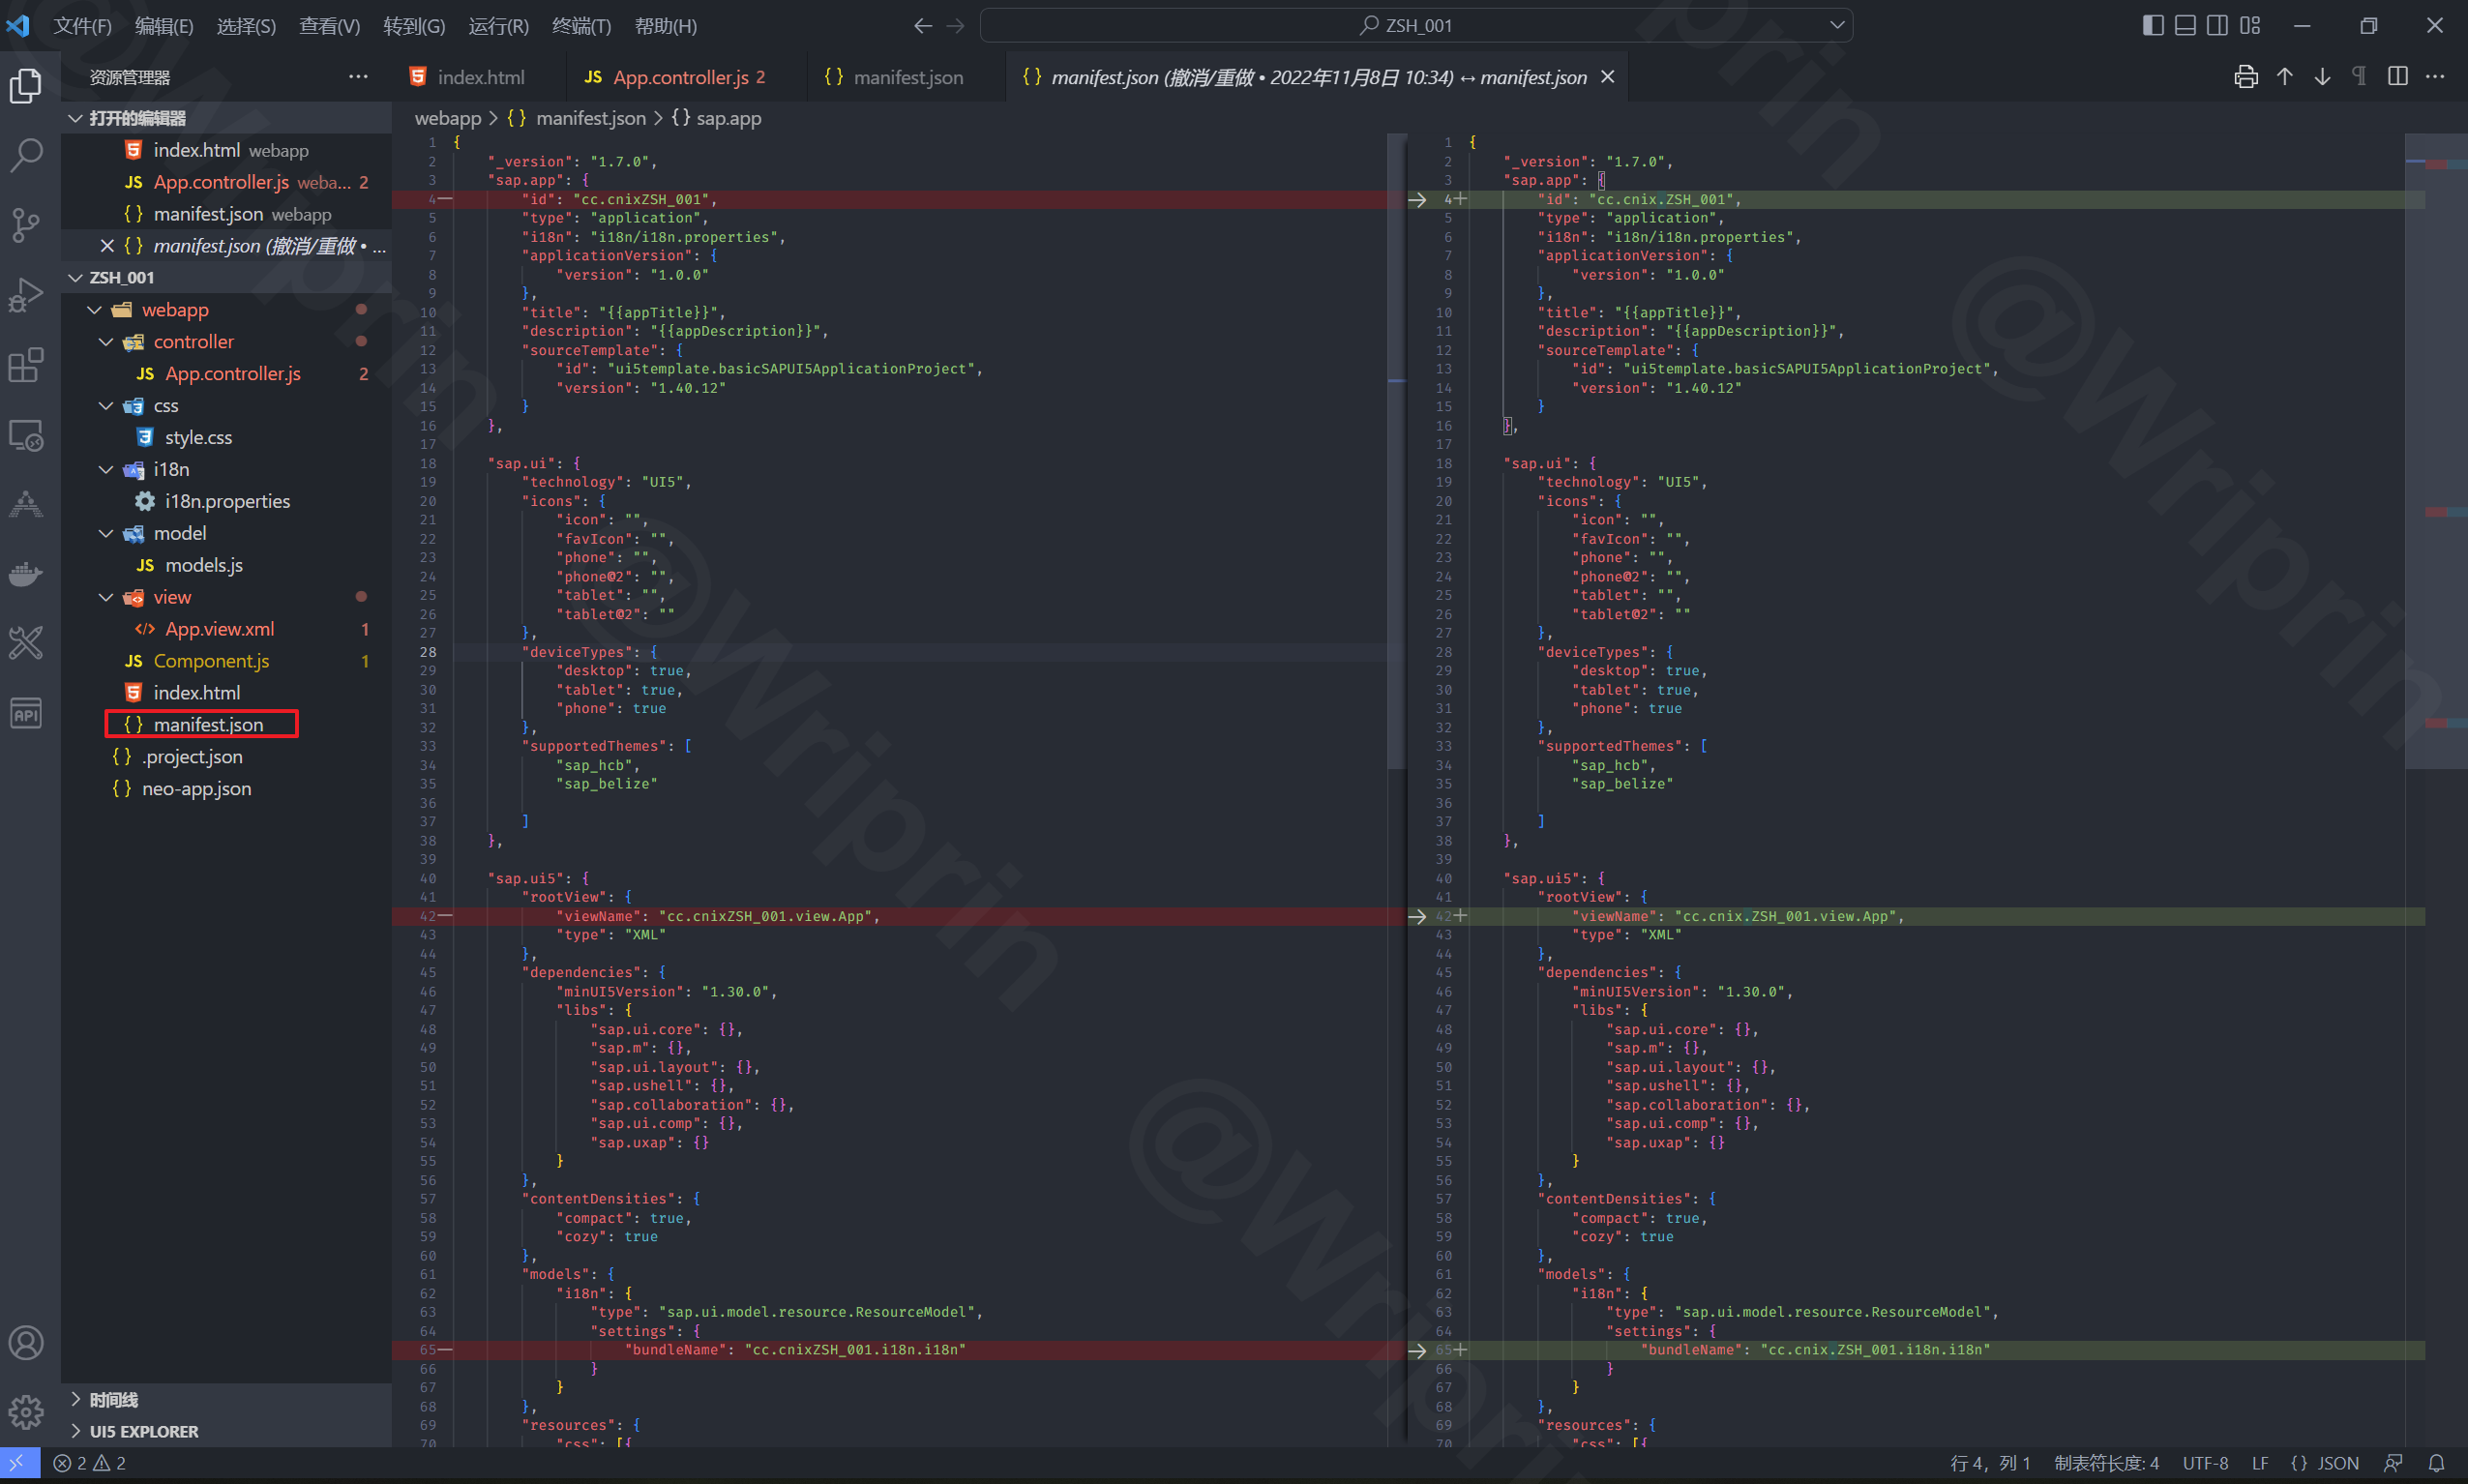 文件(F) 编辑(E) 选择(S) 查看(V) 转到(G) 运行(R) 终端(T) 帮助(H)
ZSH_001
资源管理器
index.html
JS App.controller.js 2
{} manifest.json
{} manifest.json (撤消/重做 • 2022年11月8日 10:34) ↔ manifest.json
打开的编辑器
index.html webapp
JS App.controller.js weba... 2
{} manifest.json webapp
{} manifest.json (撤消/重做 • ...
ZSH_001
webapp
controller
JS App.controller.js 2
css
style.css
i18n
i18n.properties
model
JS models.js
view
App.view.xml 1
JS Component.js 1
index.html
{} manifest.json
{} .project.json
{} neo-app.json
时间线
UI5 EXPLORER
API
webapp > {} manifest.json > {} sap.app
1 {
2 "_version": "1.7.0",
3 "sap.app": {
4 "id": "cc.cnixZSH_001",
5 "type": "application",
6 "i18n": "i18n/i18n.properties",
7 "applicationVersion": {
8 "version": "1.0.0"
9 },
10 "title": "{{appTitle}}",
11 "description": "{{appDescription}}",
12 "sourceTemplate": {
13 "id": "ui5template.basicSAPUI5ApplicationProject",
14 "version": "1.40.12"
15 }
16 },
17
18 "sap.ui": {
19 "technology": "UI5",
20 "icons": {
21 "icon": "",
22 "favIcon": "",
23 "phone": "",
24 "phone@2": "",
25 "tablet": "",
26 "tablet@2": ""
27 },
28 "deviceTypes": {
29 "desktop": true,
30 "tablet": true,
31 "phone": true
32 },
33 "supportedThemes": [
34 "sap_hcb",
35 "sap_belize"
36
37 ]
38 },
39
40 "sap.ui5": {
41 "rootView": {
42 "viewName": "cc.cnixZSH_001.view.App",
43 "type": "XML"
44 },
45 "dependencies": {
46 "minUI5Version": "1.30.0",
47 "libs": {
48 "sap.ui.core": {},
49 "sap.m": {},
50 "sap.ui.layout": {},
51 "sap.ushell": {},
52 "sap.collaboration": {},
53 "sap.ui.comp": {},
54 "sap.uxap": {}
55 }
56 },
57 "contentDensities": {
58 "compact": true,
59 "cozy": true
60 },
61 "models": {
62 "i18n": {
63 "type": "sap.ui.model.resource.ResourceModel",
64 "settings": {
65 "bundleName": "cc.cnixZSH_001.i18n.i18n"
66 }
67 }
68 },
69 "resources": {
70 "css": [{
1 {
2 "_version": "1.7.0",
3 "sap.app": {
4 "id": "cc.cnix.ZSH_001",
5 "type": "application",
6 "i18n": "i18n/i18n.properties",
7 "applicationVersion": {
8 "version": "1.0.0"
9 },
10 "title": "{{appTitle}}",
11 "description": "{{appDescription}}",
12 "sourceTemplate": {
13 "id": "ui5template.basicSAPUI5ApplicationProject",
14 "version": "1.40.12"
15 }
16 },
17
18 "sap.ui": {
19 "technology": "UI5",
20 "icons": {
21 "icon": "",
22 "favIcon": "",
23 "phone": "",
24 "phone@2": "",
25 "tablet": "",
26 "tablet@2": ""
27 },
28 "deviceTypes": {
29 "desktop": true,
30 "tablet": true,
31 "phone": true
32 },
33 "supportedThemes": [
34 "sap_hcb",
35 "sap_belize"
36
37 ]
38 },
39
40 "sap.ui5": {
41 "rootView": {
42 "viewName": "cc.cnix.ZSH_001.view.App",
43 "type": "XML"
44 },
45 "dependencies": {
46 "minUI5Version": "1.30.0",
47 "libs": {
48 "sap.ui.core": {},
49 "sap.m": {},
50 "sap.ui.layout": {},
51 "sap.ushell": {},
52 "sap.collaboration": {},
53 "sap.ui.comp": {},
54 "sap.uxap": {}
55 }
56 },
57 "contentDensities": {
58 "compact": true,
59 "cozy": true
60 },
61 "models": {
62 "i18n": {
63 "type": "sap.ui.model.resource.ResourceModel",
64 "settings": {
65 "bundleName": "cc.cnix.ZSH_001.i18n.i18n"
66 }
67 }
68 },
69 "resources": {
70 "css": [{
2 2
行 4，列 1 制表符长度: 4 UTF-8 LF {} JSON
@Wriprin
@Wriprin
@Wriprin
@Wriprin